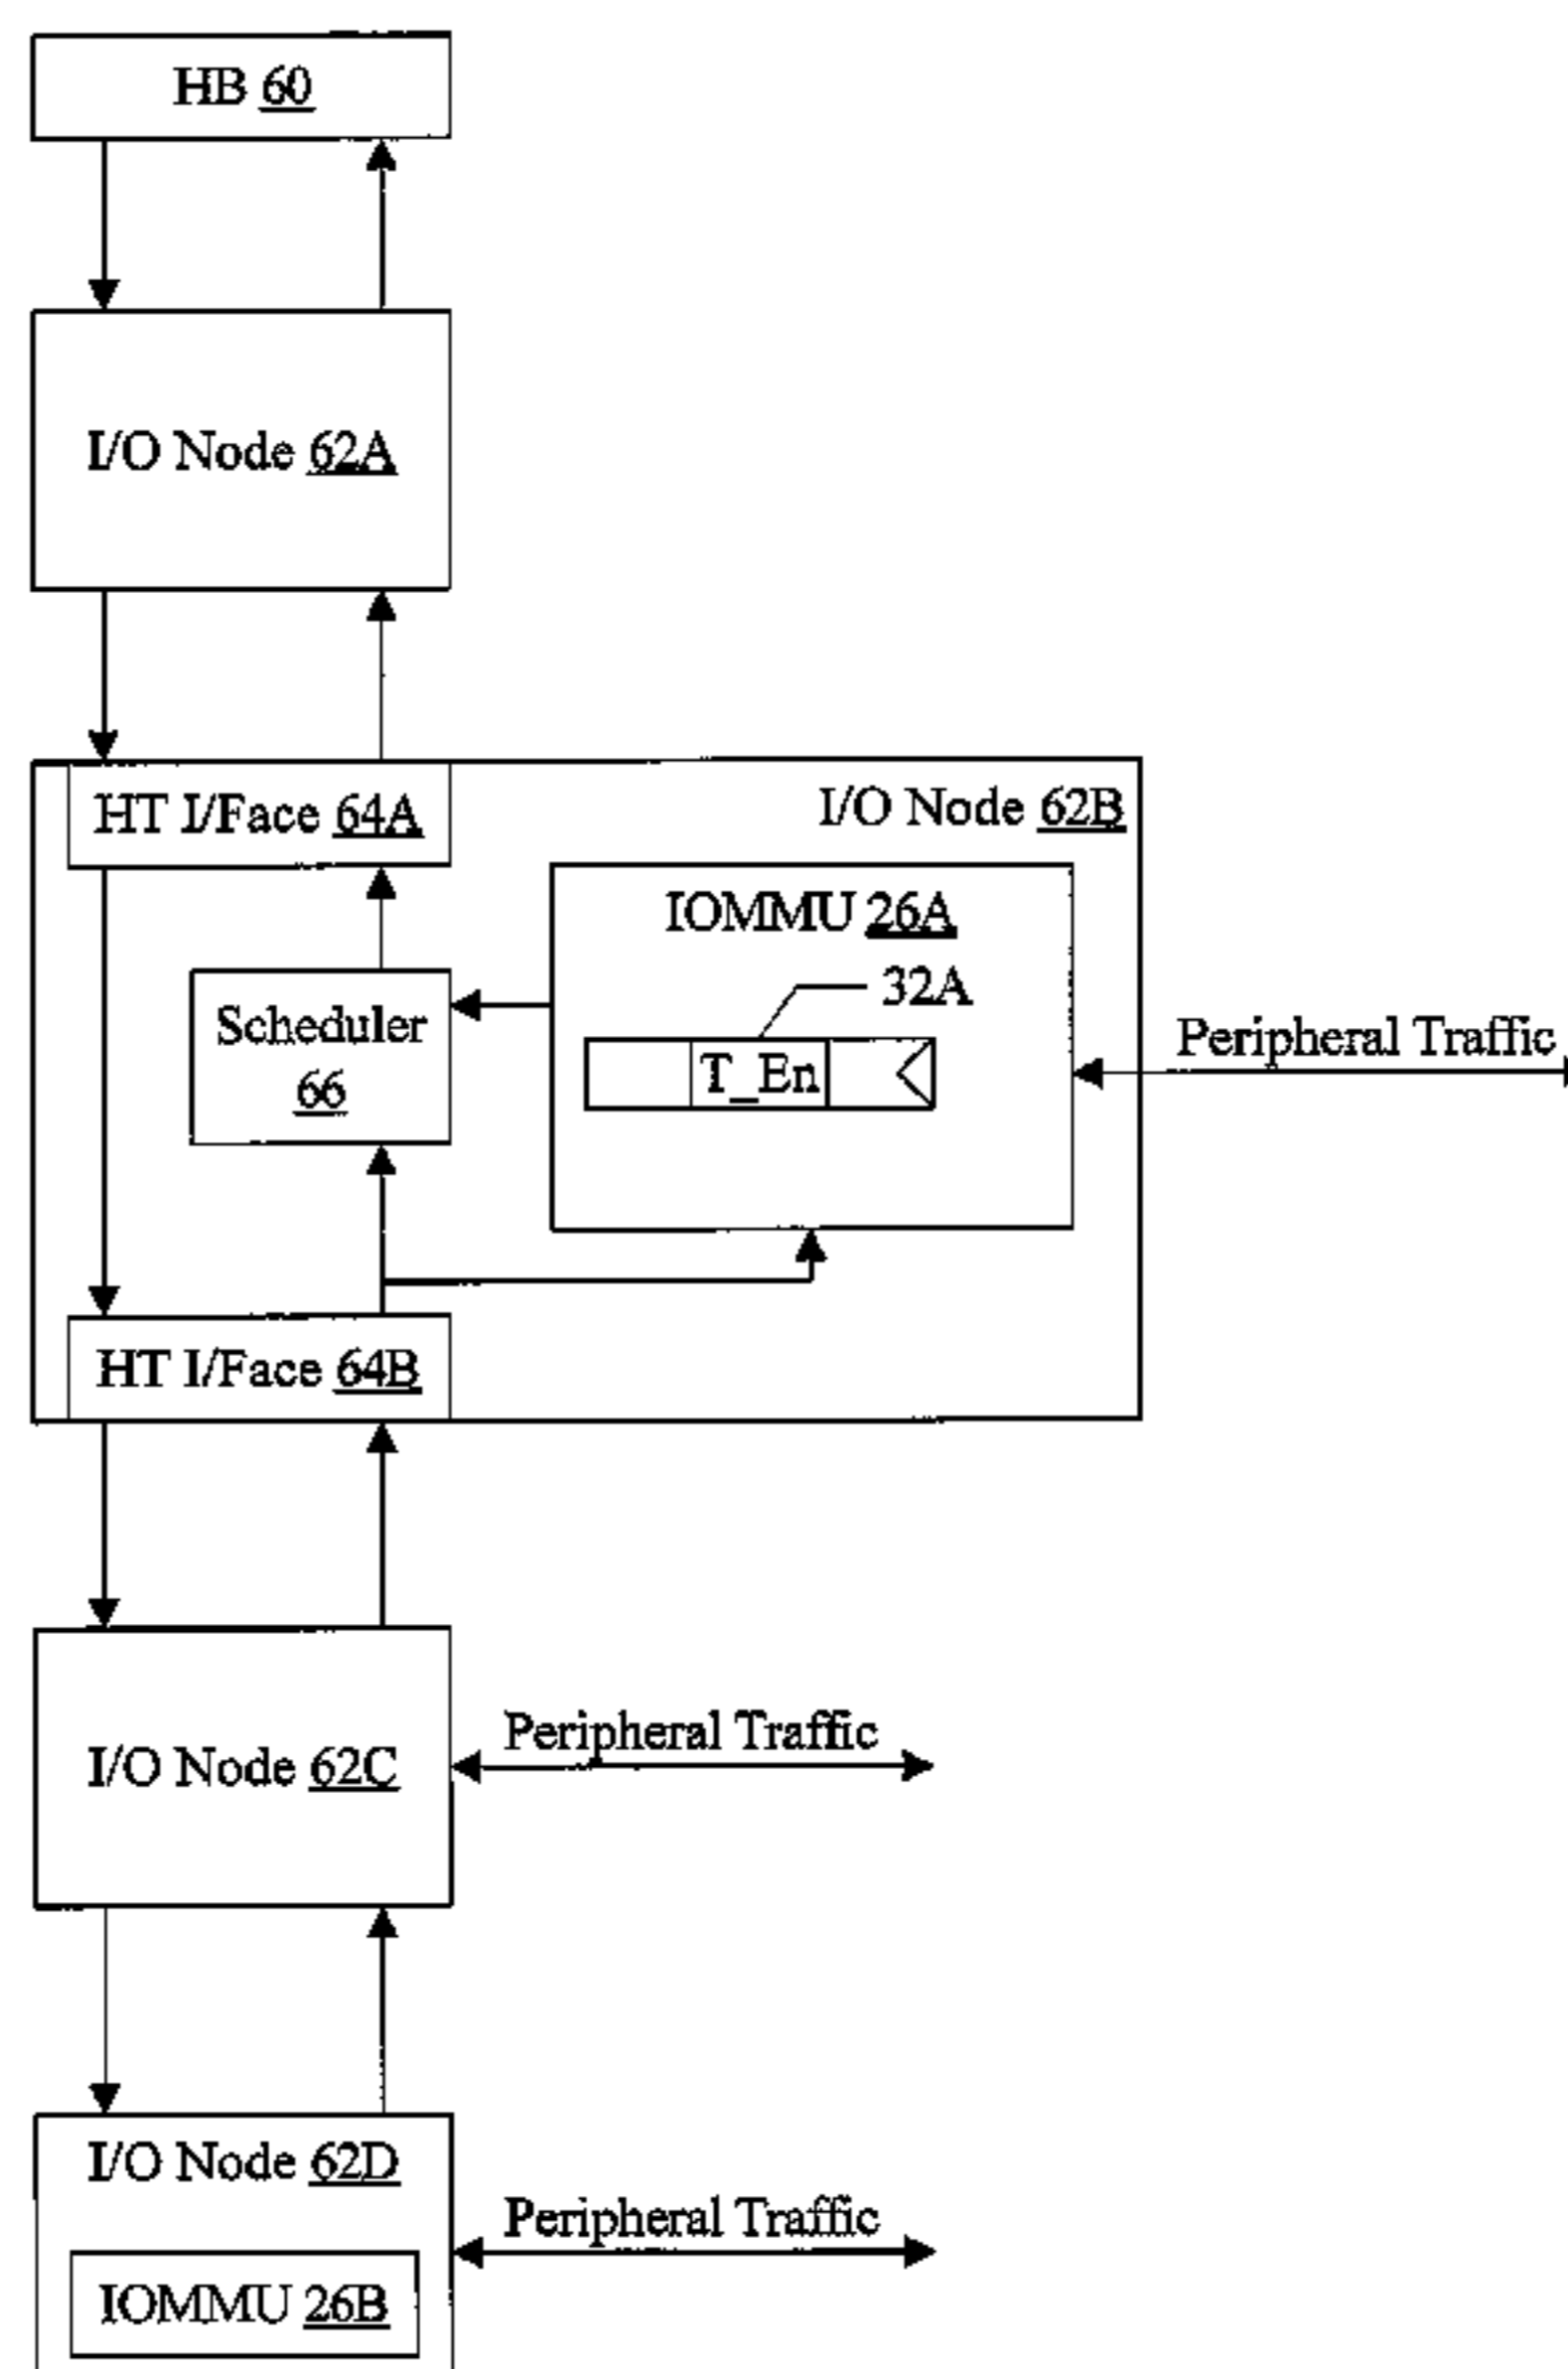 HB 60
I/O Node 62A
HT I/Face 64A
I/O Node 62B
IOMMU 26A
32A
Scheduler
66
T_En
Peripheral Traffic
HT I/Face 64B
Peripheral Traffic
I/O Node 62C
I/O Node 62D
Peripheral Traffic
IOMMU 26B